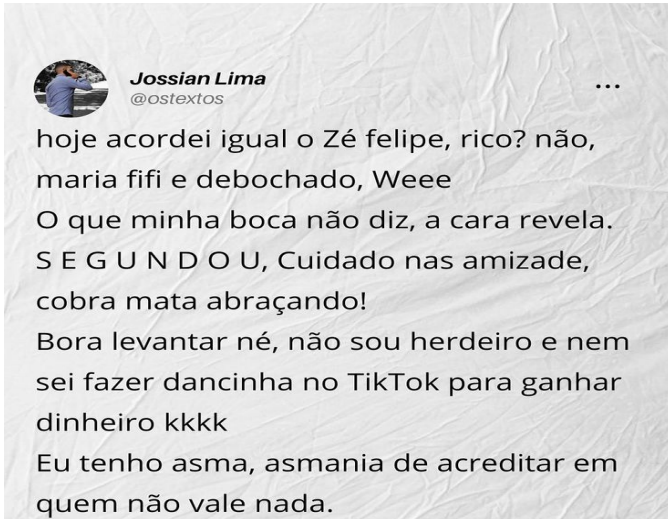 Jossian Lima
@ostextos
...
hoje acordei igual o Zé felipe, rico? não,
maria fifi e debochado, Weee
O que minha boca não diz, a cara revela.
S E G U N D O U, Cuidado nas amizade,
cobra mata abraçando!
Bora levantar né, não sou herdeiro e nem
sei fazer dancinha no TikTok para ganhar
dinheiro kkkk
Eu tenho asma, asmania de acreditar em
quem não vale nada.